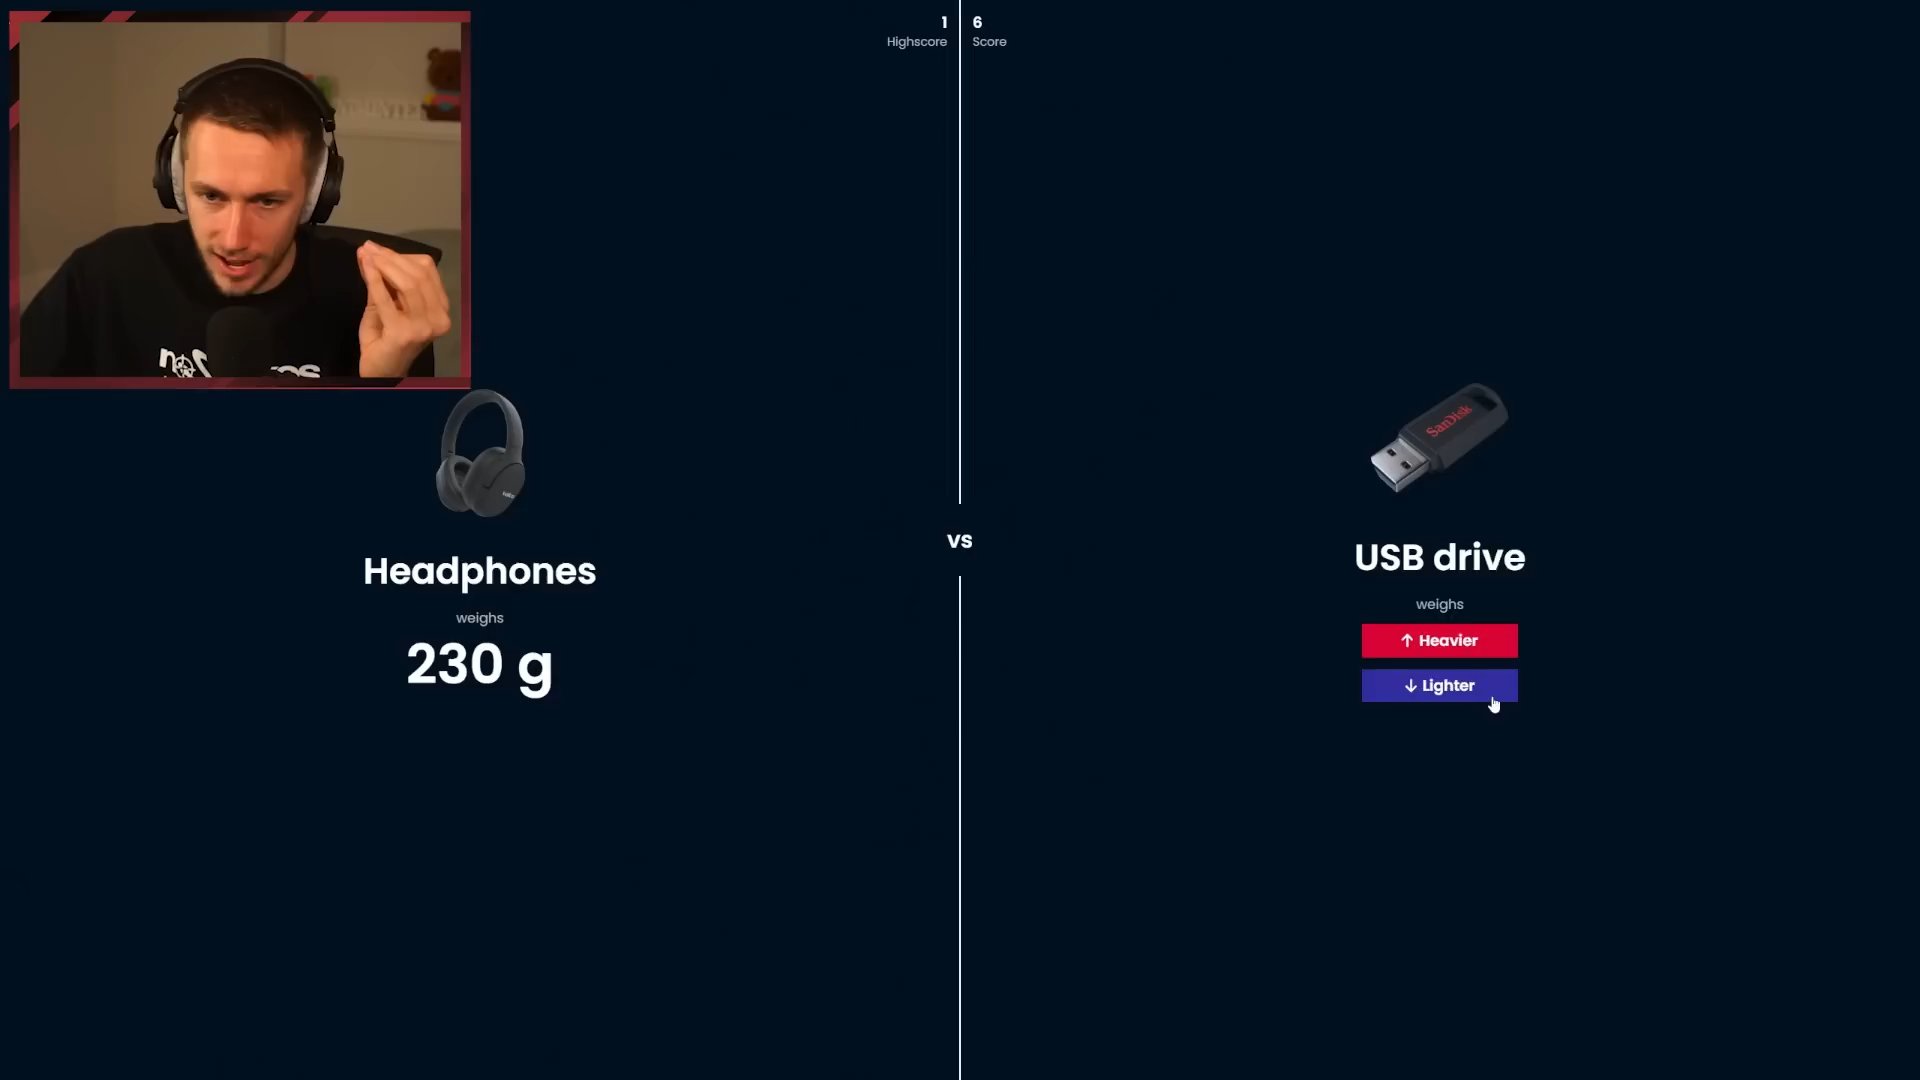 1
Highscore
6
Score
SanDisk
vs
Headphones
weighs
230 g
USB drive
weighs
↑ Heavier
↓ Lighter